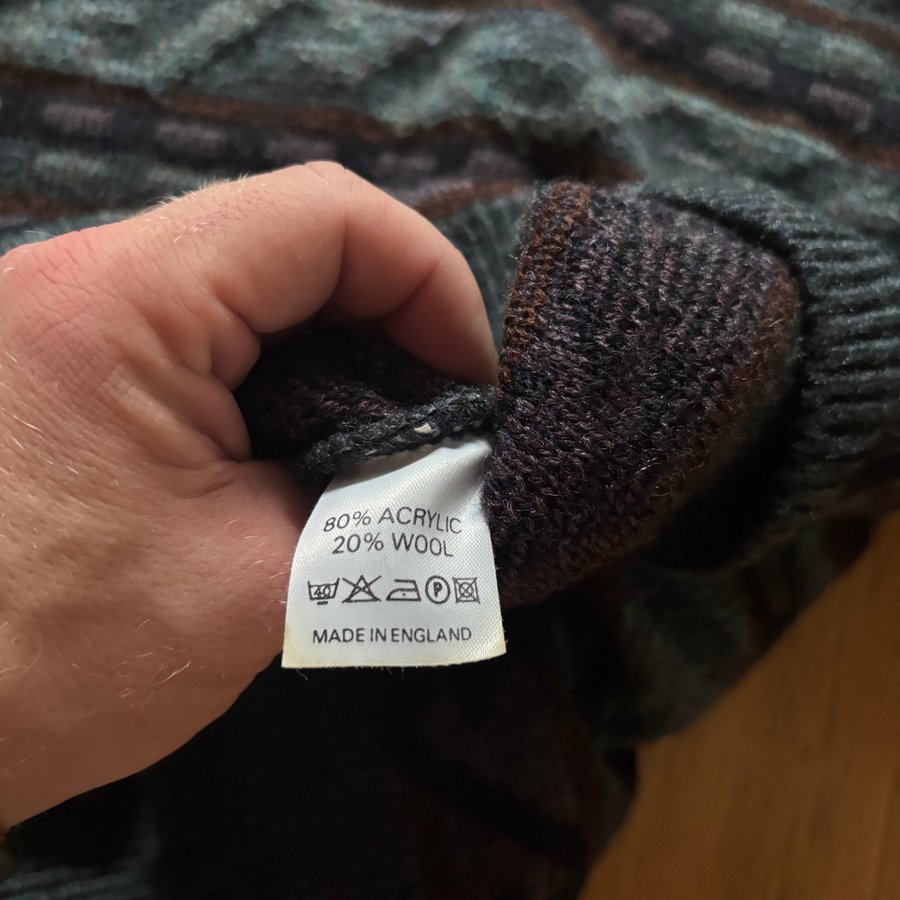 80% ACRYLIC
20% WOOL
40 P
MADE IN ENGLAND